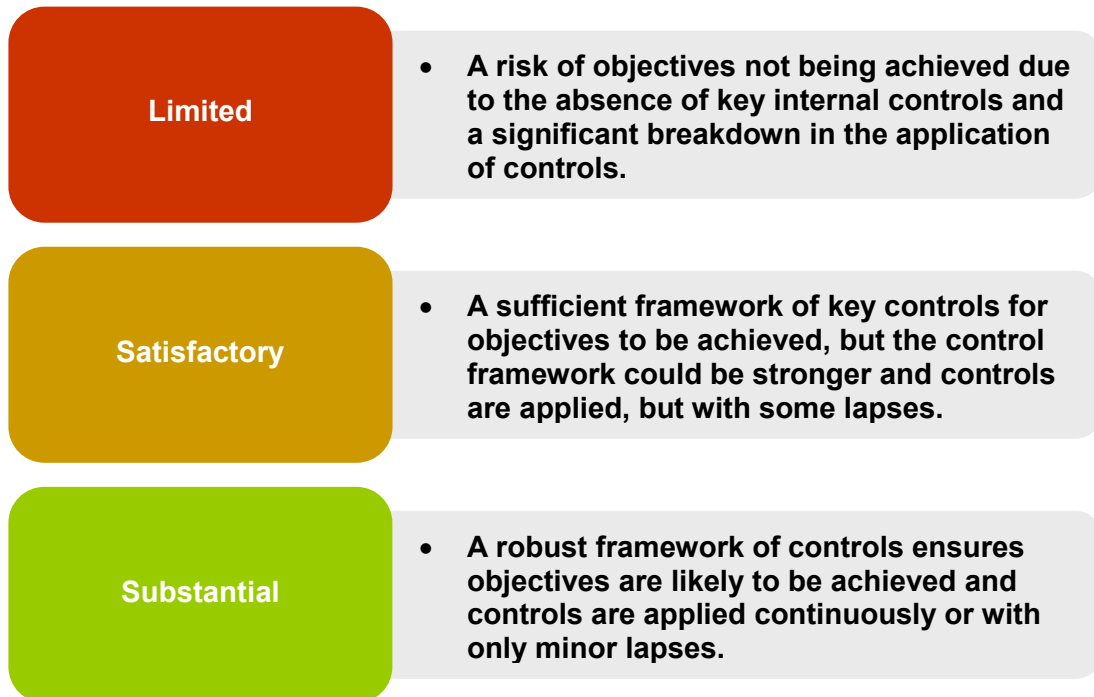 Limited
• A risk of objectives not being achieved due
to the absence of key internal controls and
a significant breakdown in the application
of controls.
Satisfactory
• A sufficient framework of key controls for
objectives to be achieved, but the control
framework could be stronger and controls
are applied, but with some lapses.
Substantial
• A robust framework of controls ensures
objectives are likely to be achieved and
controls are applied continuously or with
only minor lapses.